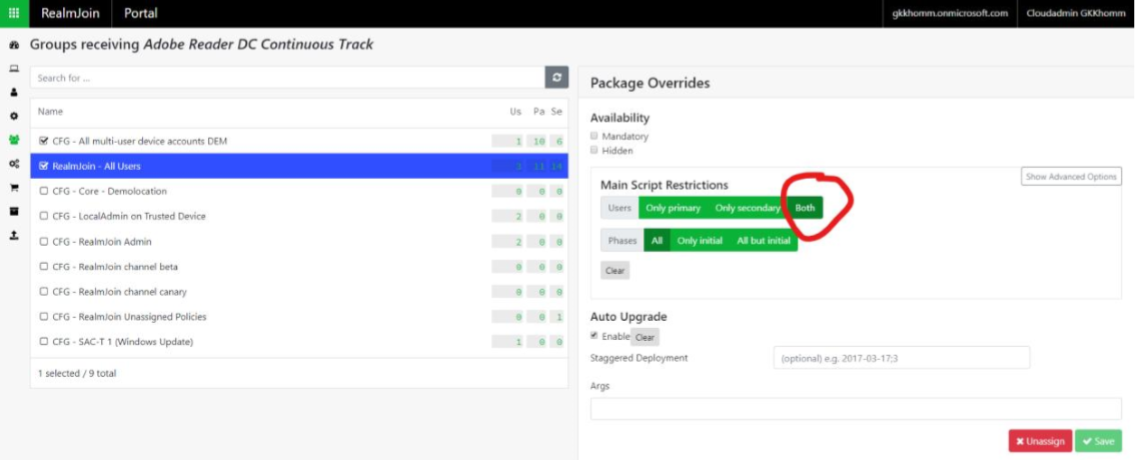 RealmJoin Portal gkkhomm.onmicrosoft.com Cloudadmin GKKhomm
Groups receiving Adobe Reader DC Continuous Track
Search for ...
Name Us Pa Se
CFG - All multi-user device accounts DEM 1 10 6
RealmJoin - All Users
CFG - Core - Demolocation 0 0 0
CFG - LocalAdmin on Trusted Device 2 0 0
CFG - RealmJoin Admin 2 0 0
CFG - RealmJoin channel beta 0 0 0
CFG - RealmJoin channel canary 0 0 0
CFG - RealmJoin Unassigned Policies 0 0 1
CFG - SAC-T 1 (Windows Update) 1 0 0
1 selected / 9 total
Package Overrides
Availability
Mandatory
Hidden
Show Advanced Options
Main Script Restrictions
Users Only primary Only secondary Both
Phases All Only initial All but initial
Clear
Auto Upgrade
Enable Clear
Staggered Deployment (optional) e.g. 2017-03-17;3
Args
Unassign Save